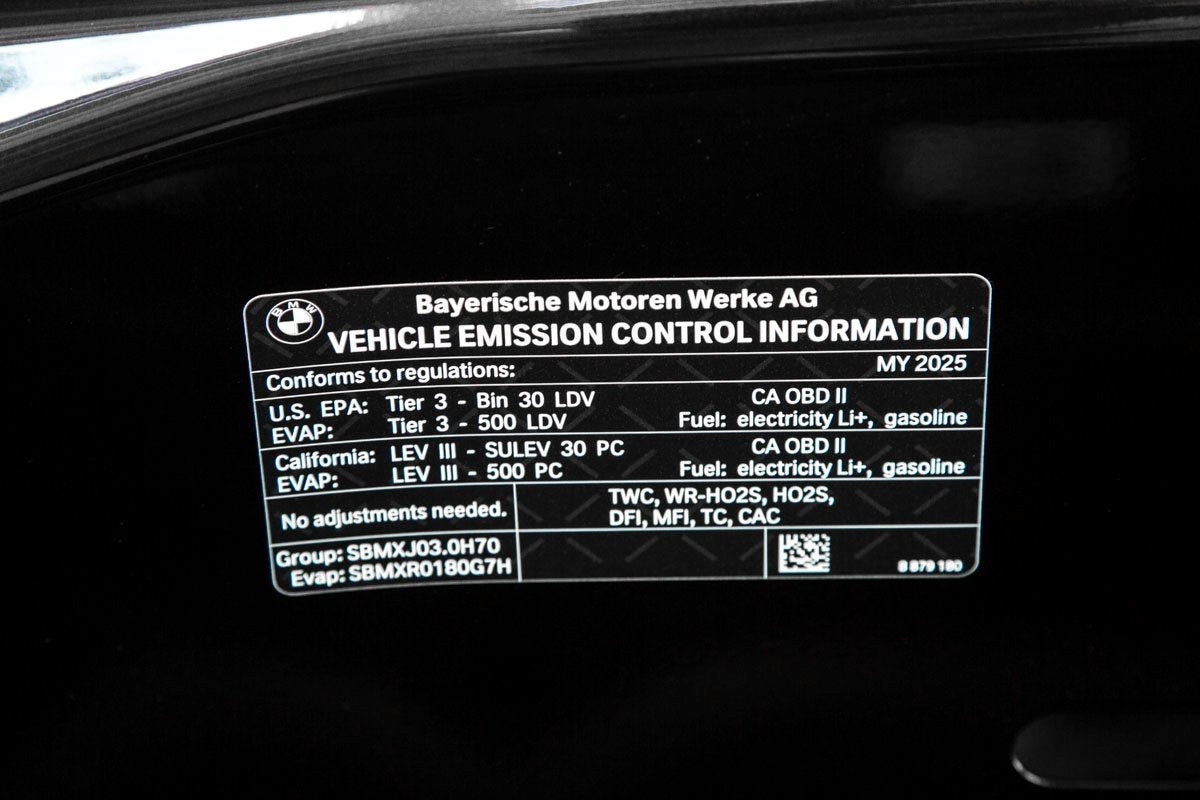 BMW
Bayerische Motoren Werke AG
VEHICLE EMISSION CONTROL INFORMATION
Conforms to regulations: MY 2025
U.S. EPA: Tier 3 - Bin 30 LDV CA OBD II
EVAP: Tier 3 - 500 LDV Fuel: electricity Li+, gasoline
California: LEV III - SULEV 30 PC CA OBD II
EVAP: LEV III - 500 PC Fuel: electricity Li+, gasoline
No adjustments needed. TWC, WR-HO2S, HO2S,
DFI, MFI, TC, CAC
Group: SBMXJ03.0H70
Evap: SBMXR0180G7H
8 879 180